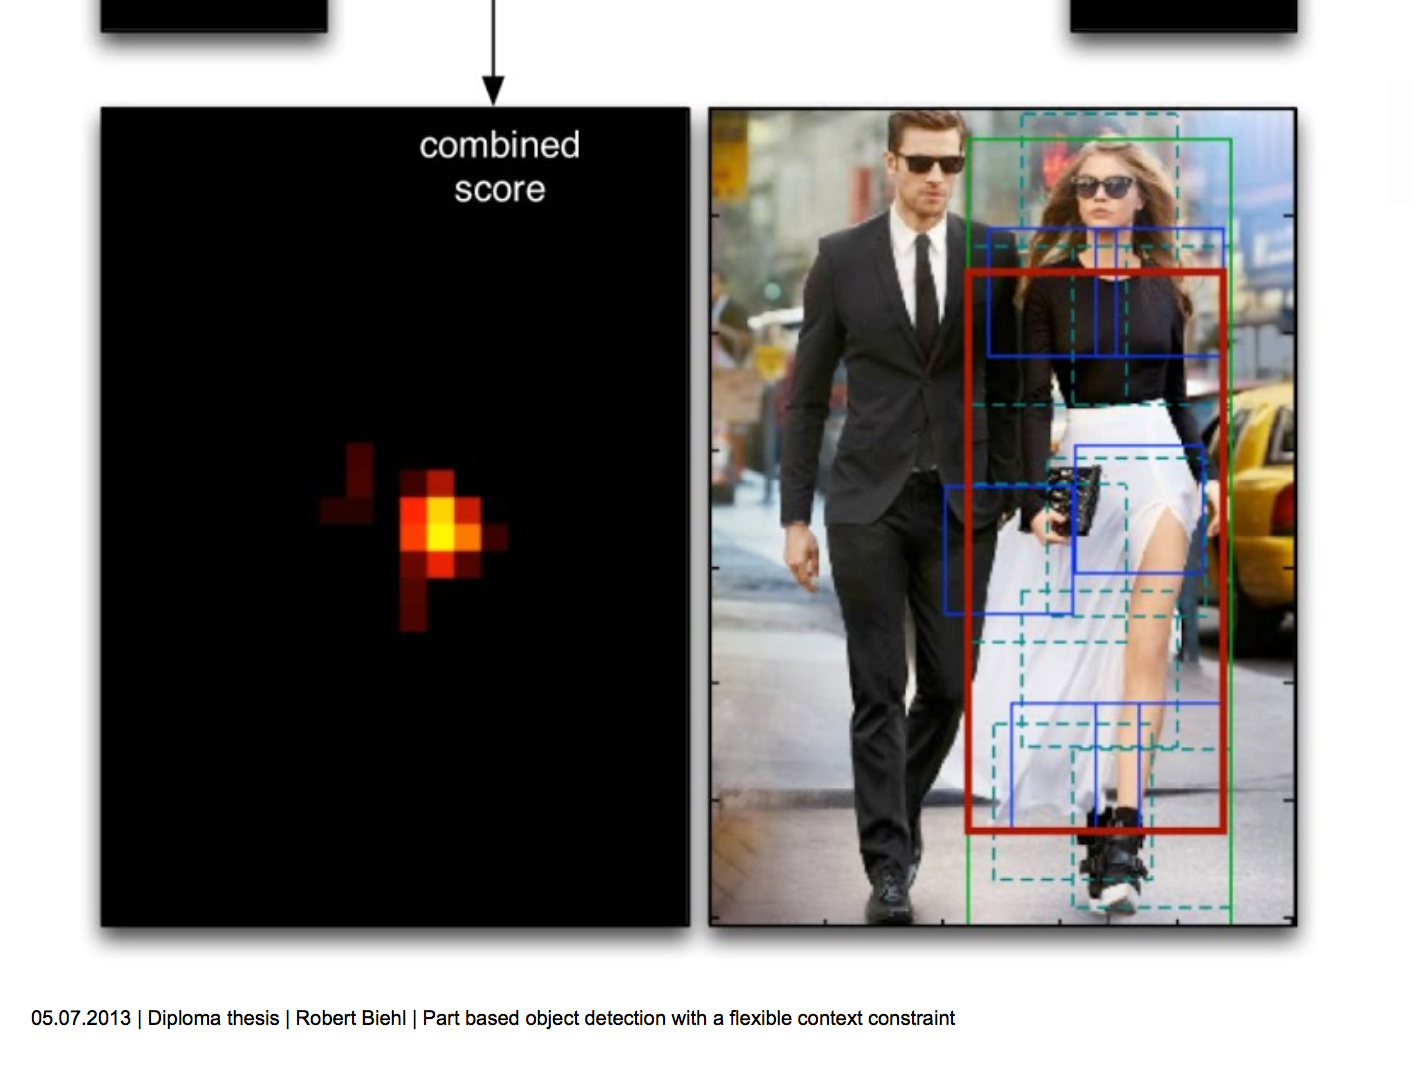 combined
score
05.07.2013 | Diploma thesis | Robert Biehl | Part based object detection with a flexible context constraint